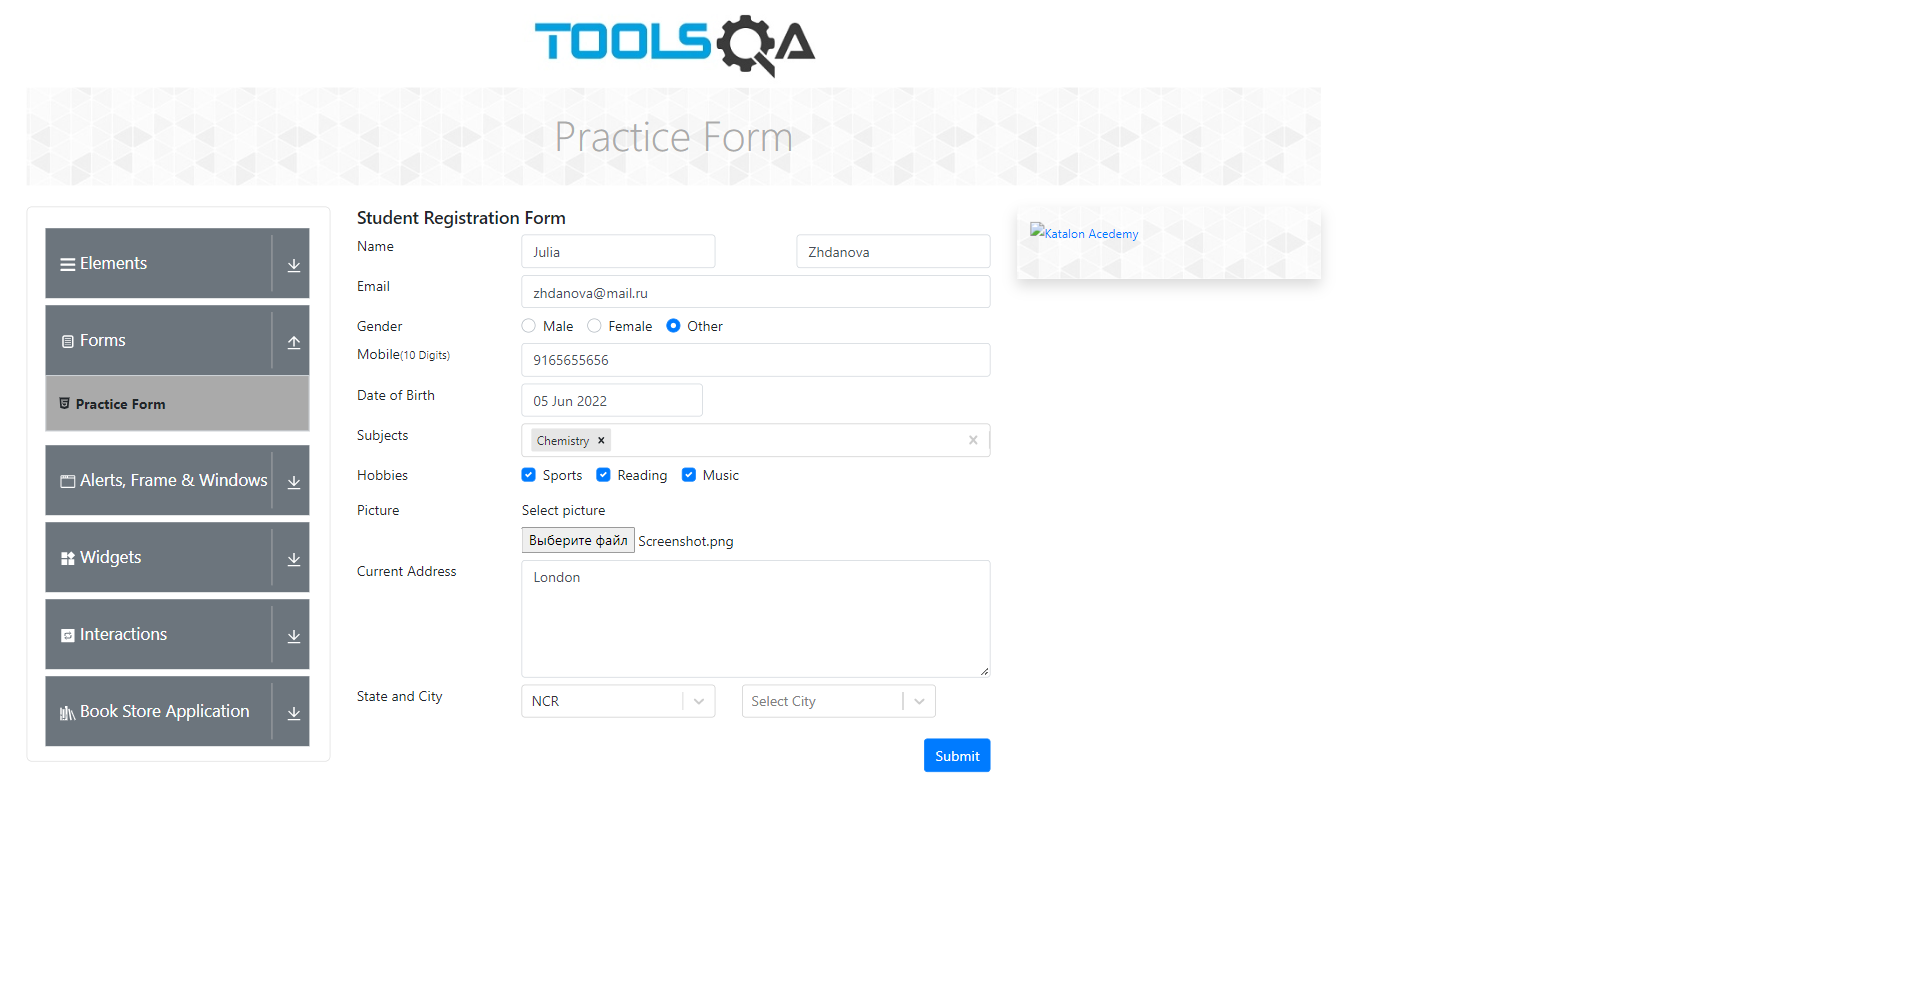 TOOLSQA
Practice Form
Elements
Forms
Practice Form
Alerts, Frame & Windows
Widgets
Interactions
Book Store Application
Student Registration Form
Name Julia Zhdanova
Email zhdanova@mail.ru
Gender Male Female Other
Mobile(10 Digits) 9165655656
Date of Birth 05 Jun 2022
Subjects Chemistry
Hobbies Sports Reading Music
Picture Select picture
Выберите файл Screenshot.png
Current Address London
State and City NCR Select City
Submit
Katalon Acedemy